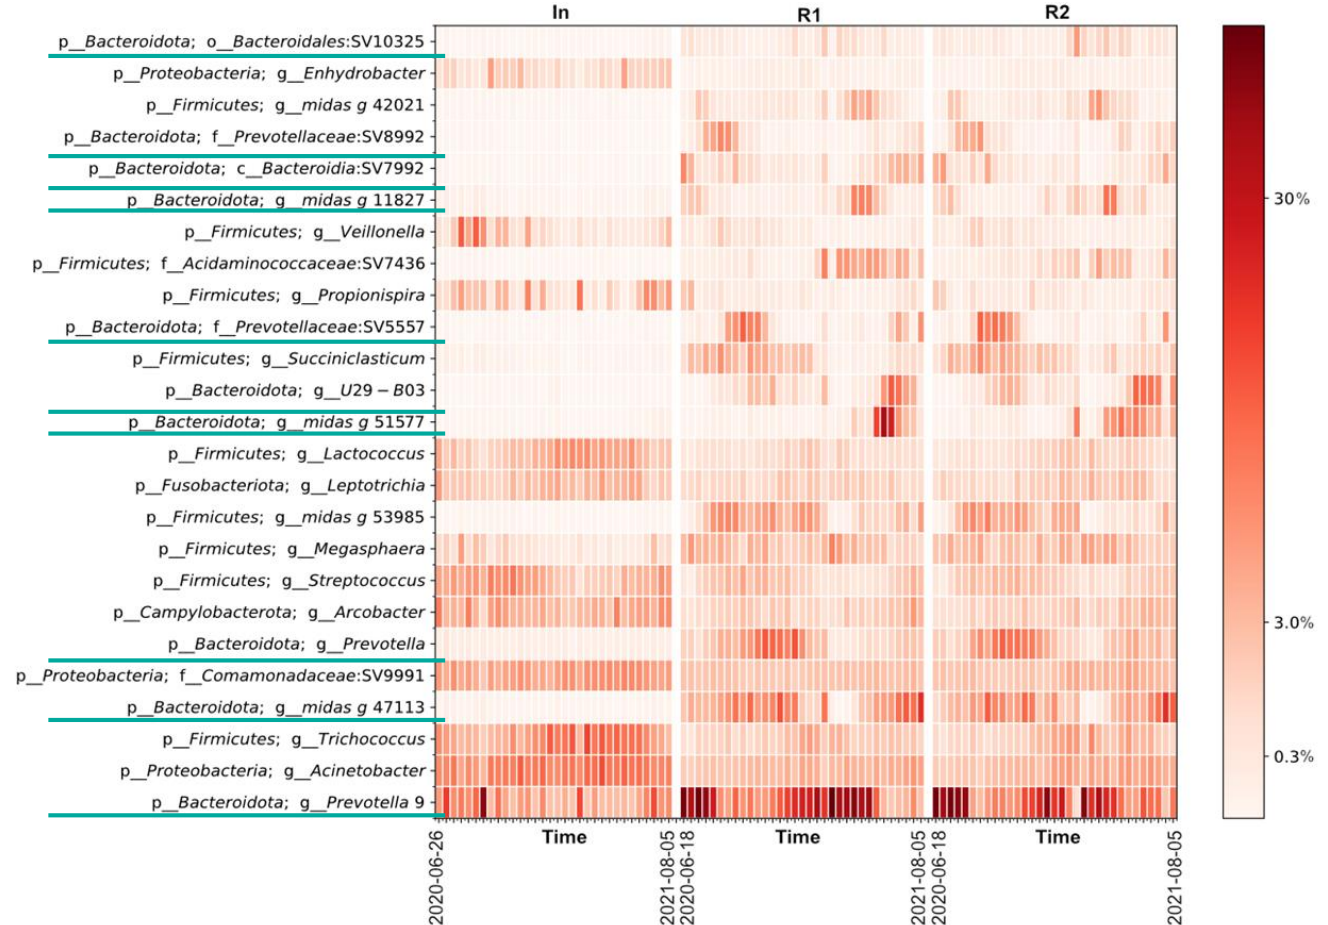 In R1 R2
p__Bacteroidota; o__Bacteroidales:SV10325
p__Proteobacteria; g__Enhydrobacter
p__Firmicutes; g__midas g 42021
p__Bacteroidota; f__Prevotellaceae:SV8992
p__Bacteroidota; c__Bacteroidia:SV7992
p__Bacteroidota; g__midas g 11827
30%
p__Firmicutes; g__Veillonella
p__Firmicutes; f__Acidaminococcaceae:SV7436
p__Firmicutes; g__Propionispira
p__Bacteroidota; f__Prevotellaceae:SV5557
p__Firmicutes; g__Succiniclasticum
p__Bacteroidota; g__U29 − B03
p__Bacteroidota; g__midas g 51577
p__Firmicutes; g__Lactococcus
p__Fusobacteriota; g__Leptotrichia
p__Firmicutes; g__midas g 53985
p__Firmicutes; g__Megasphaera
p__Firmicutes; g__Streptococcus
p__Campylobacterota; g__Arcobacter
3.0%
p__Bacteroidota; g__Prevotella
p__Proteobacteria; f__Comamonadaceae:SV9991
p__Bacteroidota; g__midas g 47113
p__Firmicutes; g__Trichococcus
0.3%
p__Proteobacteria; g__Acinetobacter
p__Bacteroidota; g__Prevotella 9
Time Time Time
2020-06-26 2021-08-05 2020-06-18 2021-08-05 2020-06-18 2021-08-05